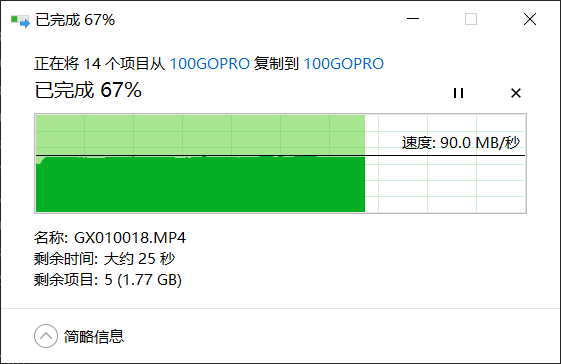 已完成 67%
正在将 14 个项目从 100GOPRO 复制到 100GOPRO
已完成 67%
速度: 90.0 MB/秒
名称: GX010018.MP4
剩余时间: 大约 25 秒
剩余项目: 5 (1.77 GB)
简略信息